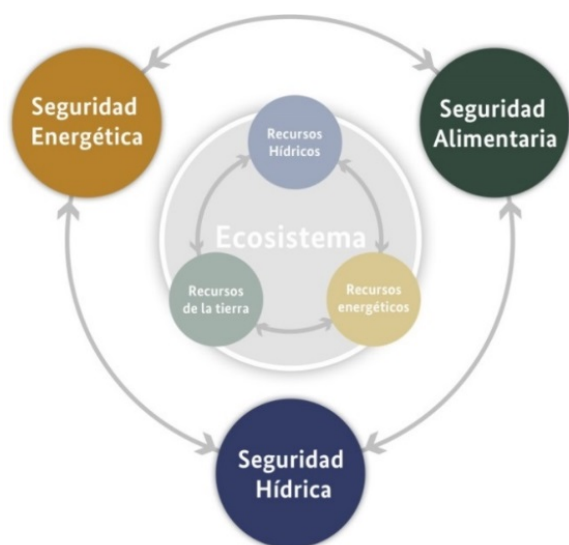 Seguridad
Energética
Seguridad
Alimentaria
Recursos
Hídricos
Ecosistema
Recursos
de la tierra
Recursos
energéticos
Seguridad
Hídrica